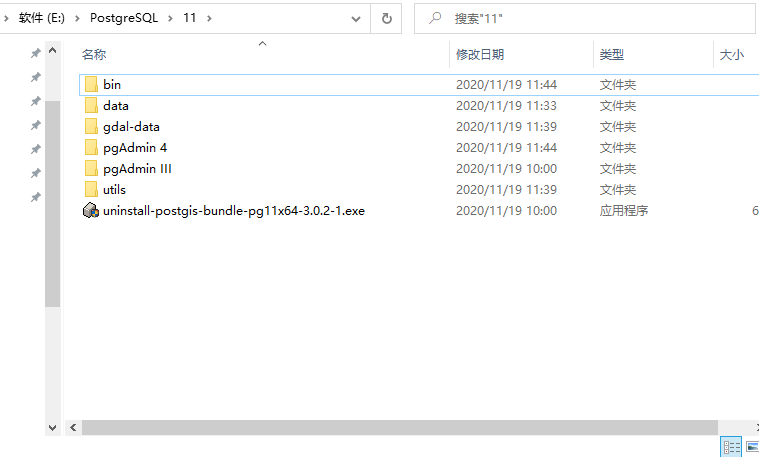 软件 (E:) PostgreSQL 11 搜索"11"
名称 修改日期 类型 大小
bin 2020/11/19 11:44 文件夹
data 2020/11/19 11:33 文件夹
gdal-data 2020/11/19 11:39 文件夹
pgAdmin 4 2020/11/19 11:44 文件夹
pgAdmin III 2020/11/19 10:00 文件夹
utils 2020/11/19 11:39 文件夹
uninstall-postgis-bundle-pg11x64-3.0.2-1.exe 2020/11/19 10:00 应用程序 6